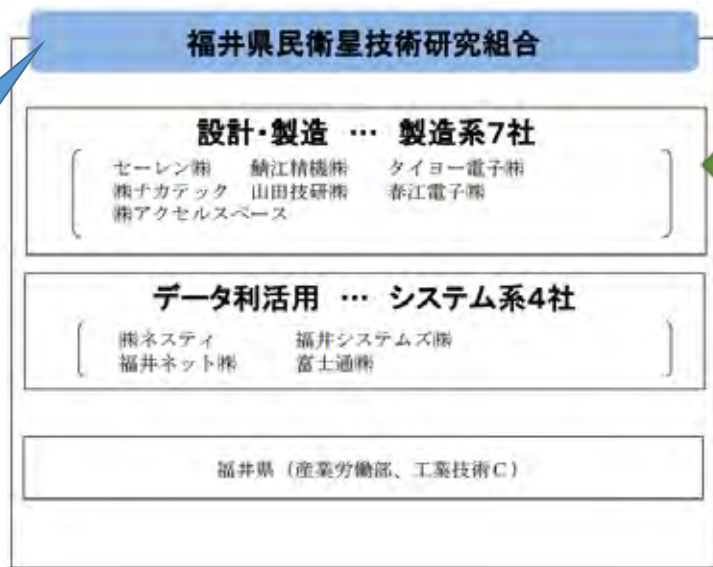 福井県民衛星技術研究組合
設計・製造 … 製造系7社
セーレン㈱ 鯖江精機㈱ タイヨー電子㈱
㈱ナカテック 山田技研㈱ 春江電子㈱
㈱アクセルスペース
データ利活用 … システム系4社
㈱ネスティ 福井システムズ㈱
福井ネット㈱ 富士通㈱
福井県（産業労働部、工業技術C）